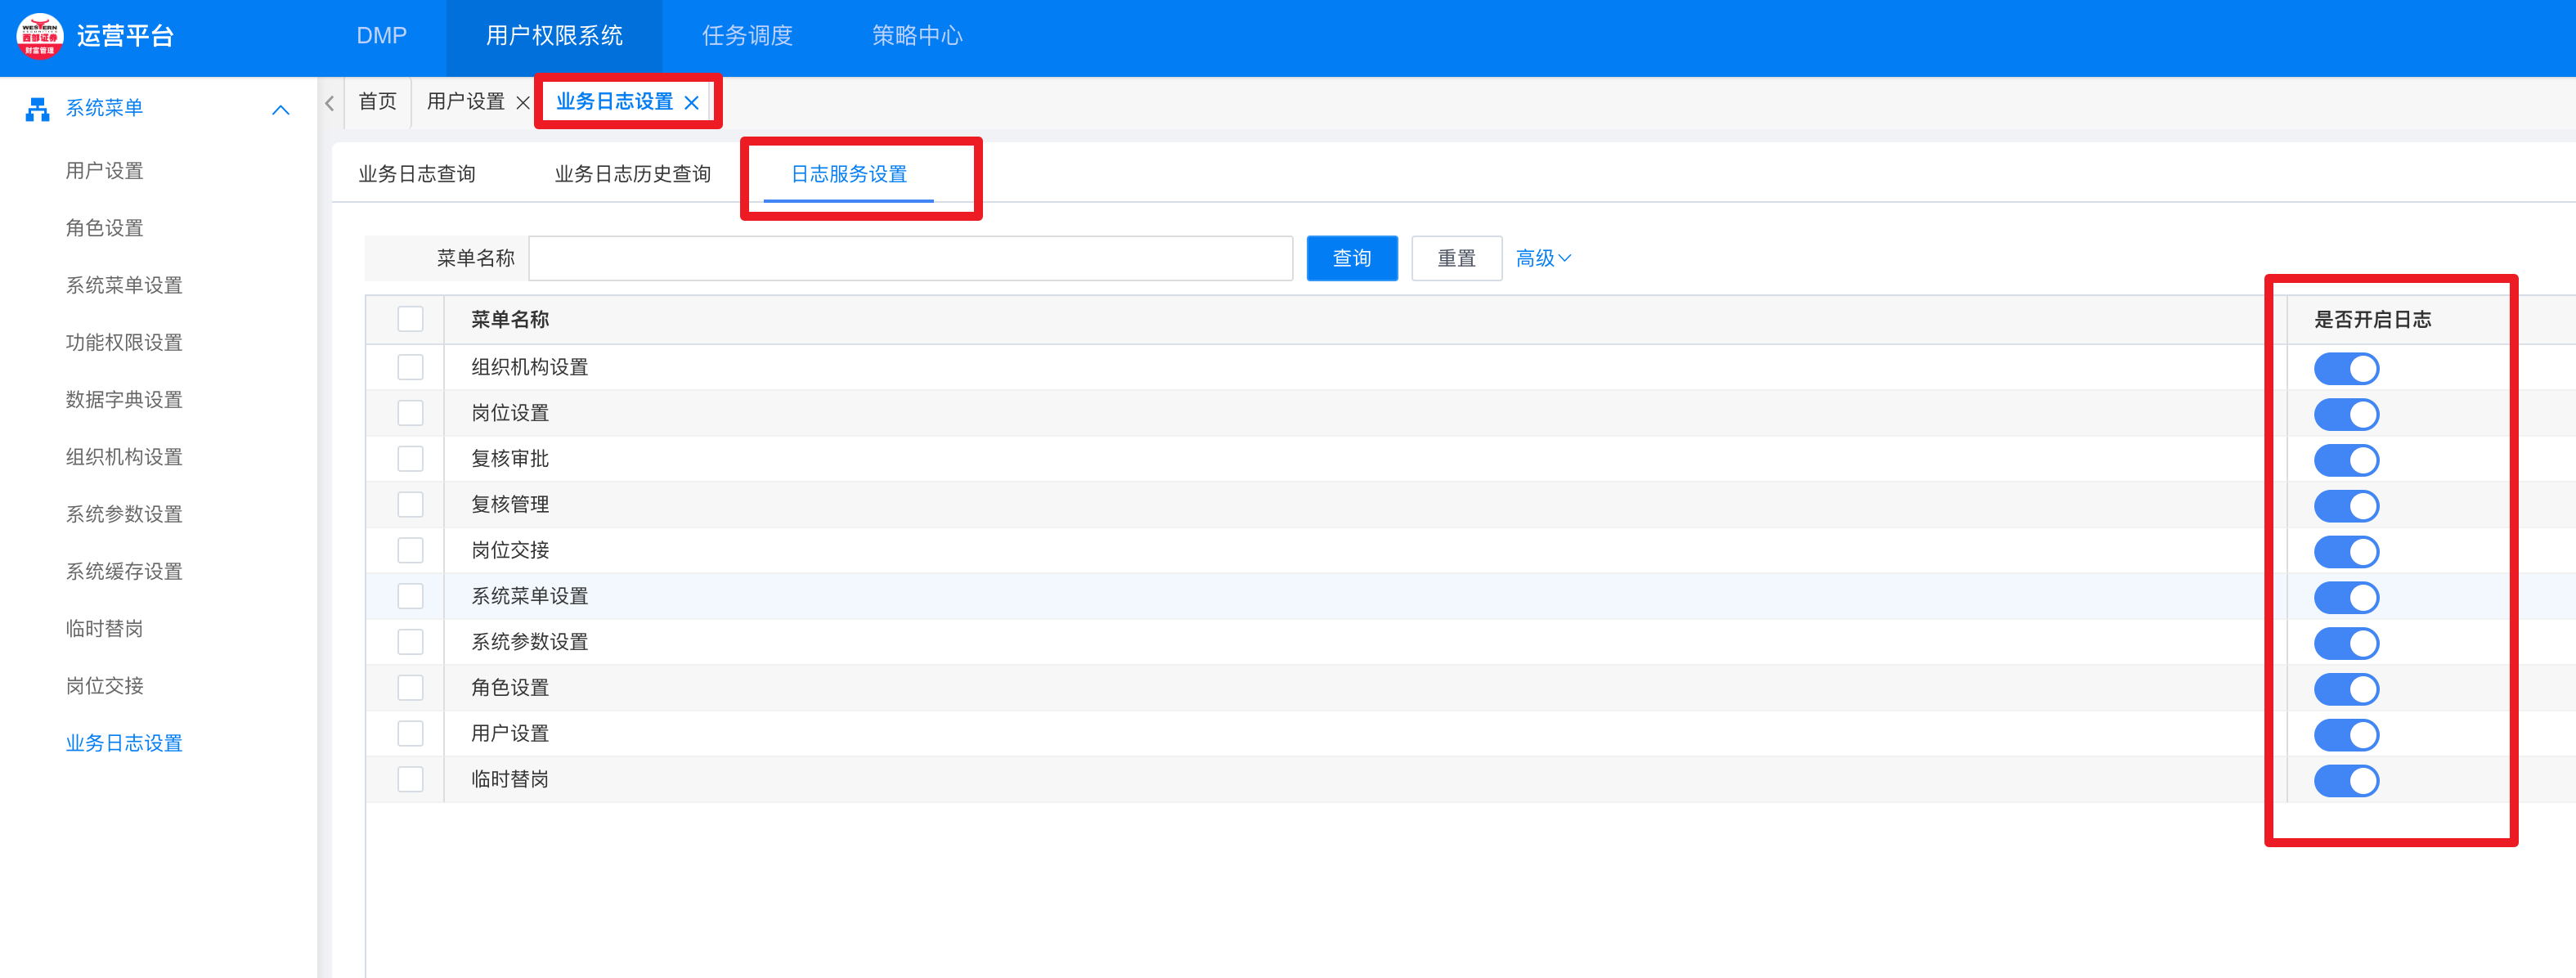 WESTERN
西部证券
财富管理
运营平台
DMP
用户权限系统
任务调度
策略中心
系统菜单
用户设置
角色设置
系统菜单设置
功能权限设置
数据字典设置
组织机构设置
系统参数设置
系统缓存设置
临时替岗
岗位交接
业务日志设置
首页
用户设置
业务日志设置
业务日志查询
业务日志历史查询
日志服务设置
菜单名称
查询
重置
高级
菜单名称
是否开启日志
组织机构设置
岗位设置
复核审批
复核管理
岗位交接
系统菜单设置
系统参数设置
角色设置
用户设置
临时替岗